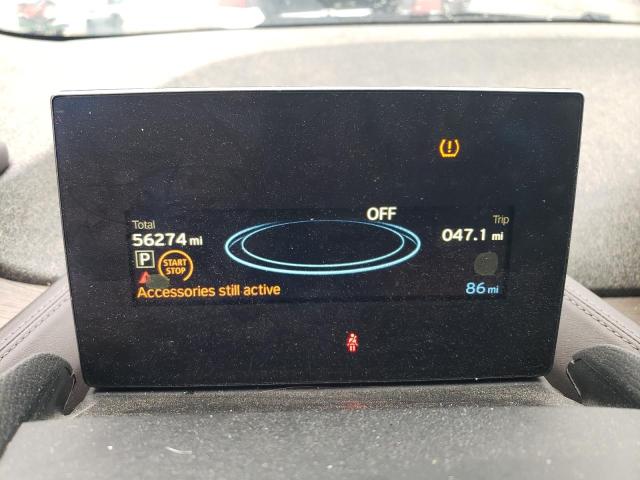 OFF
Total
Trip
56274 mi
047.1 mi
P
START
STOP
Accessories still active
86 mi